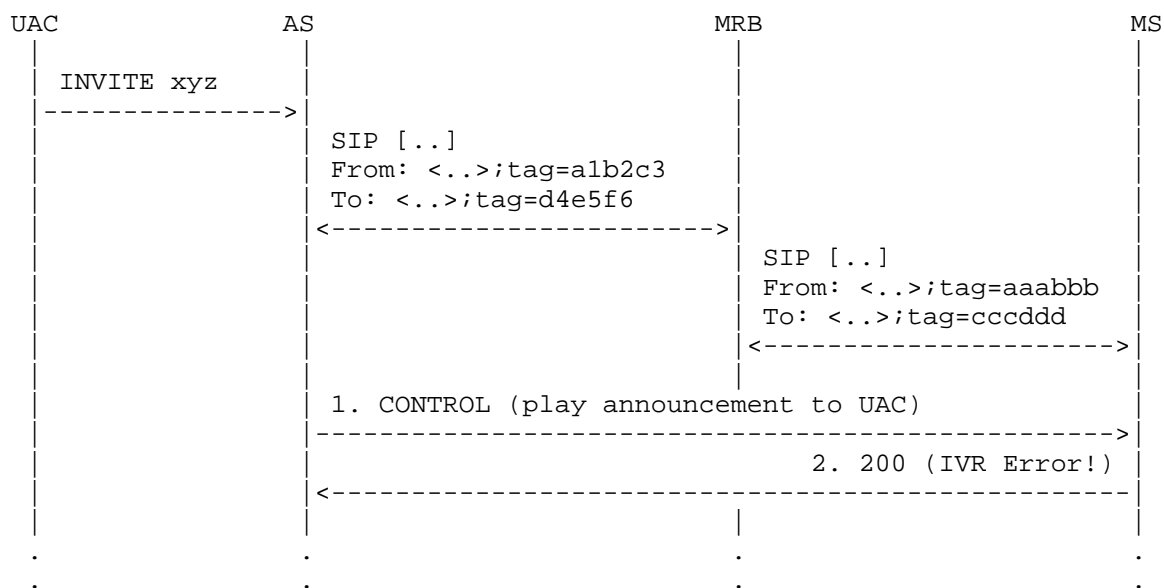 UAC AS MRB MS
INVITE xyz
SIP [..]
From: <..>;tag=a1b2c3
To: <..>;tag=d4e5f6
SIP [..]
From: <..>;tag=aaabbb
To: <..>;tag=cccddd
1. CONTROL (play announcement to UAC)
2. 200 (IVR Error!)